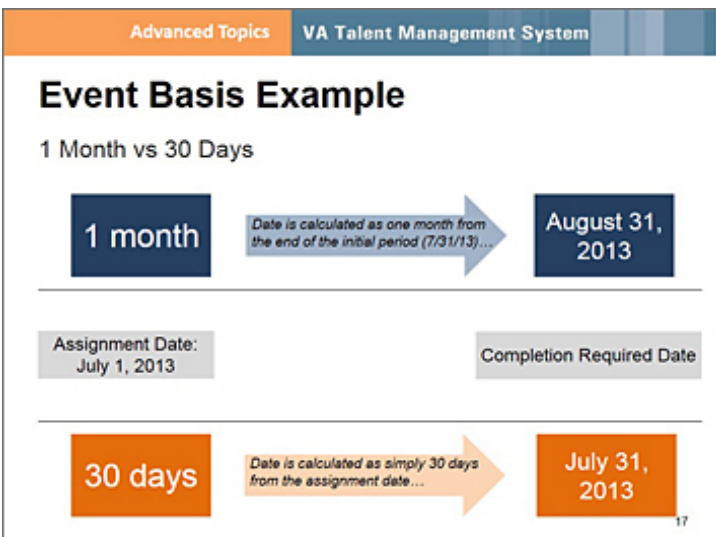 Advanced Topics
VA Talent Management System
Event Basis Example
1 Month vs 30 Days
1 month
Date is calculated as one month from
the end of the initial period (7/31/13)...
August 31,
2013
Assignment Date:
July 1, 2013
Completion Required Date
30 days
Date is calculated as simply 30 days
from the assignment date...
July 31,
2013
17